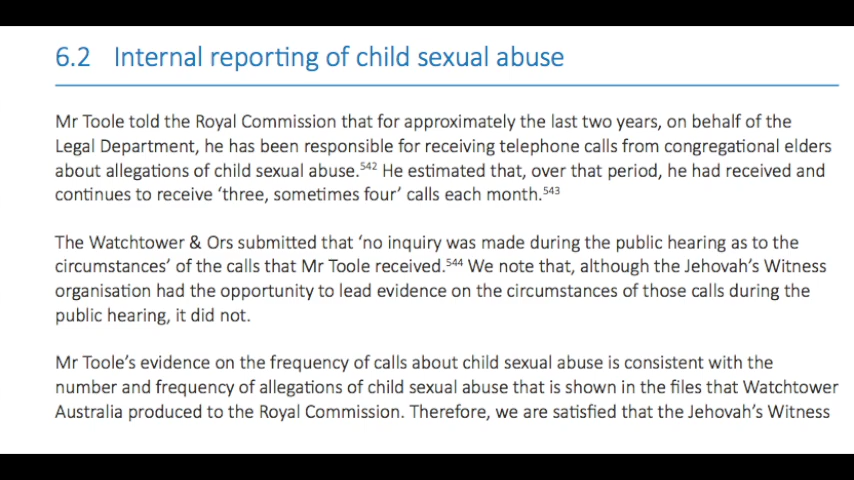 6.2 Internal reporting of child sexual abuse
Mr Toole told the Royal Commission that for approximately the last two years, on behalf of the
Legal Department, he has been responsible for receiving telephone calls from congregational elders
about allegations of child sexual abuse.⁵⁴² He estimated that, over that period, he had received and
continues to receive ‘three, sometimes four’ calls each month.⁵⁴³
The Watchtower & Ors submitted that ‘no inquiry was made during the public hearing as to the
circumstances’ of the calls that Mr Toole received.⁵⁴⁴ We note that, although the Jehovah’s Witness
organisation had the opportunity to lead evidence on the circumstances of those calls during the
public hearing, it did not.
Mr Toole’s evidence on the frequency of calls about child sexual abuse is consistent with the
number and frequency of allegations of child sexual abuse that is shown in the files that Watchtower
Australia produced to the Royal Commission. Therefore, we are satisfied that the Jehovah’s Witness